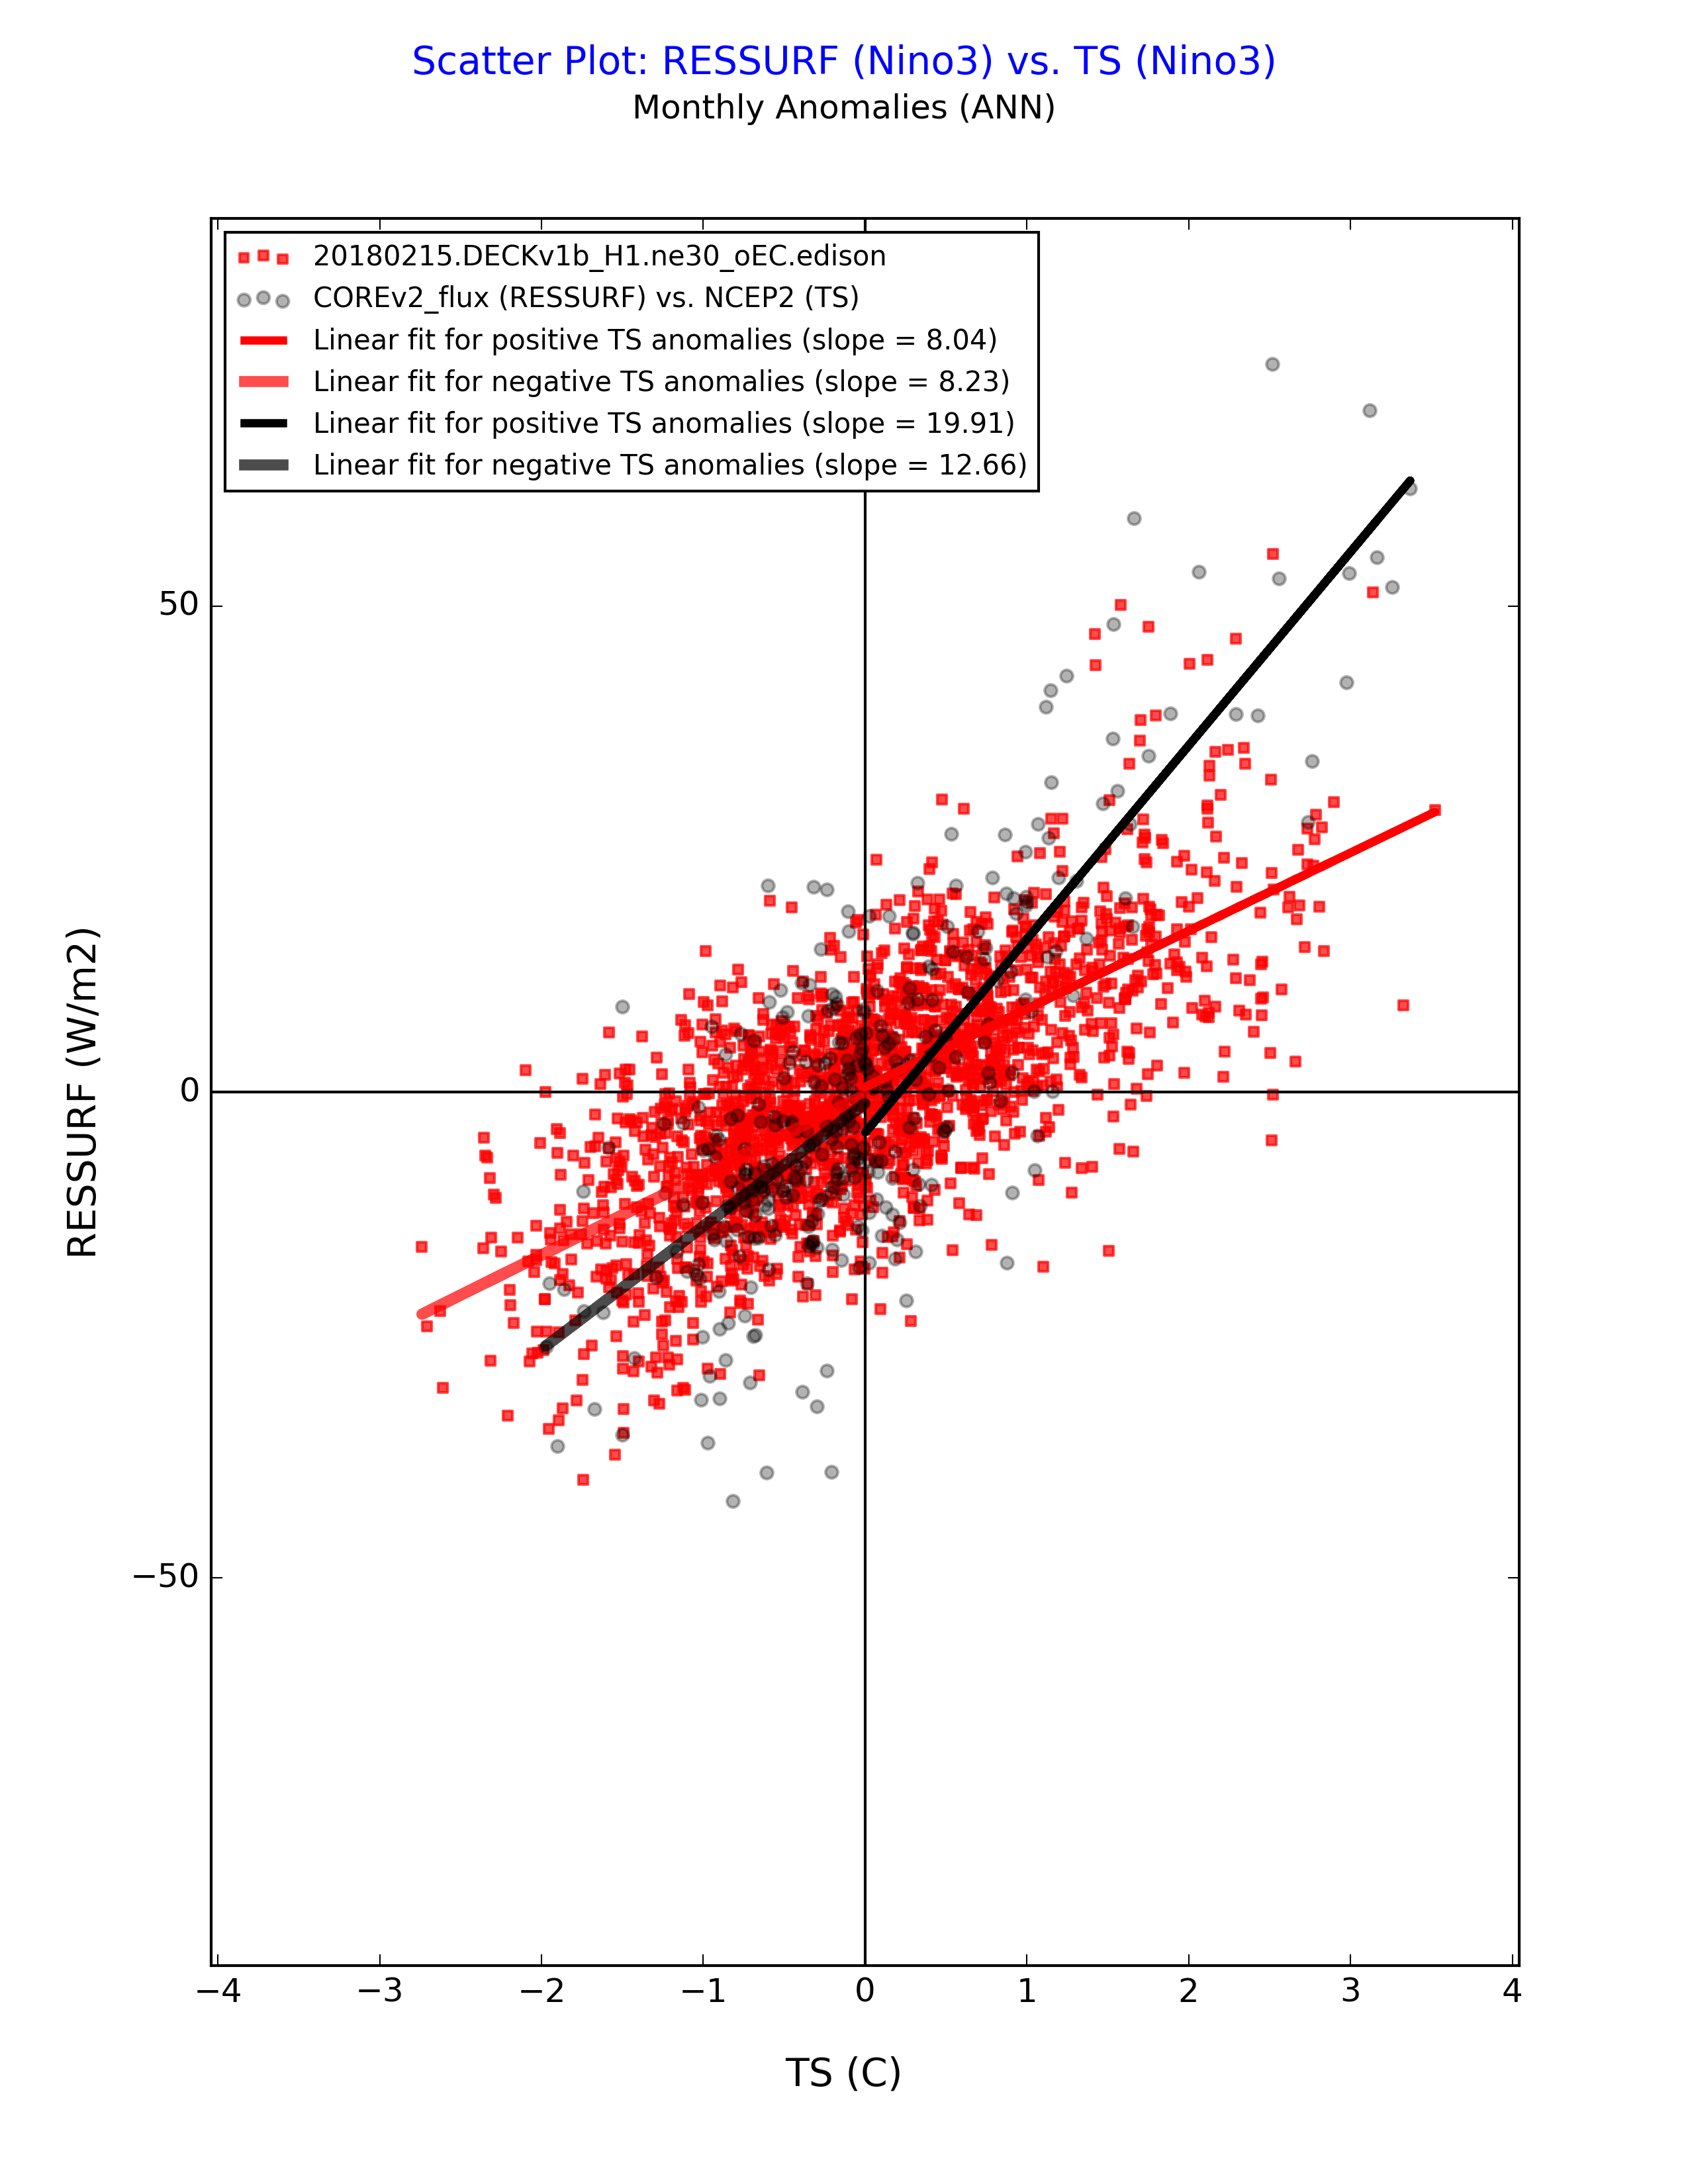 Scatter Plot: RESSURF (Nino3) vs. TS (Nino3)
Monthly Anomalies (ANN)
20180215.DECKv1b_H1.ne30_oEC.edison
COREv2_flux (RESSURF) vs. NCEP2 (TS)
Linear fit for positive TS anomalies (slope = 8.04)
Linear fit for negative TS anomalies (slope = 8.23)
Linear fit for positive TS anomalies (slope = 19.91)
Linear fit for negative TS anomalies (slope = 12.66)
50
0
−50
RESSURF (W/m2)
−4 −3 −2 −1 0 1 2 3 4
TS (C)